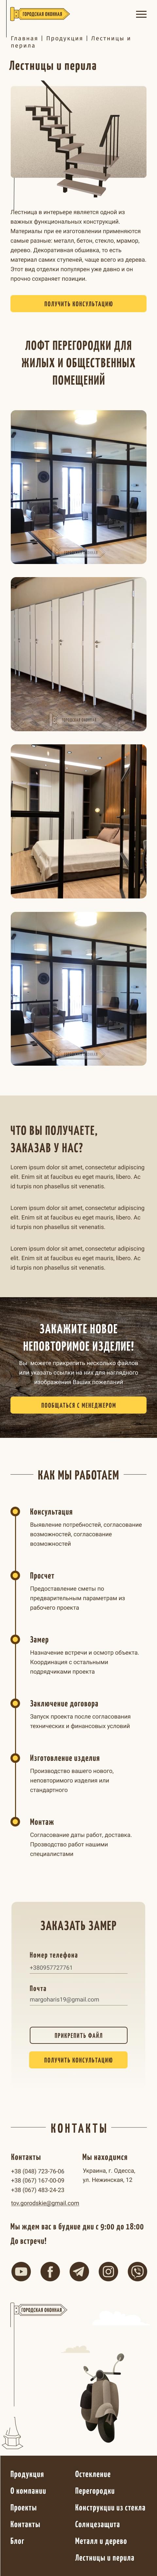 ГОРОДСКАЯ ОКОННАЯ
Главная | Продукция | Лестницы и
перила
Лестницы и перила
Лестница в интерьере является одной из
важных функциональных конструкций.
Материалы при ее изготовлении применяются
самые разные: металл, бетон, стекло, мрамор,
дерево. Декоративная обшивка, то есть
материал самих ступеней, чаще всего из дерева.
Этот вид отделки популярен уже давно и он
прочно сохраняет позиции.
ПОЛУЧИТЬ КОНСУЛЬТАЦИЮ
ЛОФТ ПЕРЕГОРОДКИ ДЛЯ
ЖИЛЫХ И ОБЩЕСТВЕННЫХ
ПОМЕЩЕНИЙ
ГОРОДСКАЯ ОКОННАЯ
ГОРОДСКАЯ ОКОННАЯ
ГОРОДСКАЯ ОКОННАЯ
ЧТО ВЫ ПОЛУЧАЕТЕ,
ЗАКАЗАВ У НАС?
Lorem ipsum dolor sit amet, consectetur adipiscing
elit. Enim sit at faucibus eu eget mauris, libero. Ac
id turpis non phasellus sit venenatis.
Lorem ipsum dolor sit amet, consectetur adipiscing
elit. Enim sit at faucibus eu eget mauris, libero. Ac
id turpis non phasellus sit venenatis.
Lorem ipsum dolor sit amet, consectetur adipiscing
elit. Enim sit at faucibus eu eget mauris, libero. Ac
id turpis non phasellus sit venenatis.
ЗАКАЖИТЕ НОВОЕ
НЕПОВТОРИМОЕ ИЗДЕЛИЕ!
Вы можете прикрепить несколько файлов
или указать ссылки на них для наглядного
изображения Ваших пожеланий
ПООБЩАТЬСЯ С МЕНЕДЖЕРОМ
КАК МЫ РАБОТАЕМ
Консультация
Выявление потребностей, согласование
возможностей, согласование
возможностей
Просчет
Предоставление сметы по
предварительным параметрам из
рабочего проекта
Замер
Назначение встречи и осмотр объекта.
Координация с остальными
подрядчиками проекта
Заключение договора
Запуск проекта после согласования
технических и финансовых условий
Изготовление изделия
Производство вашего нового,
неповторимого изделия или
стандартного
Монтаж
Согласование даты работ, доставка.
Прозводство работ нашими
специалистами
ЗАКАЗАТЬ ЗАМЕР
Номер телефона
+380957727761
Почта
margoharis19@gmail.com
ПРИКРЕПИТЬ ФАЙЛ
ПОЛУЧИТЬ КОНСУЛЬТАЦИЮ
КОНТАКТЫ
Контакты
+38 (048) 723-76-06
+38 (067) 167-00-09
+38 (067) 483-24-23
tov.gorodskie@gmail.com
Мы находимся
Украина, г. Одесса,
ул. Нежинская, 12
Мы ждем вас в будние дни с 9:00 до 18:00
До встречи!
ГОРОДСКАЯ ОКОННАЯ
Продукция
О компании
Проекты
Контакты
Блог
Остекление
Перегородки
Конструкции из стекла
Солнцезащита
Металл и дерево
Лестницы и перила